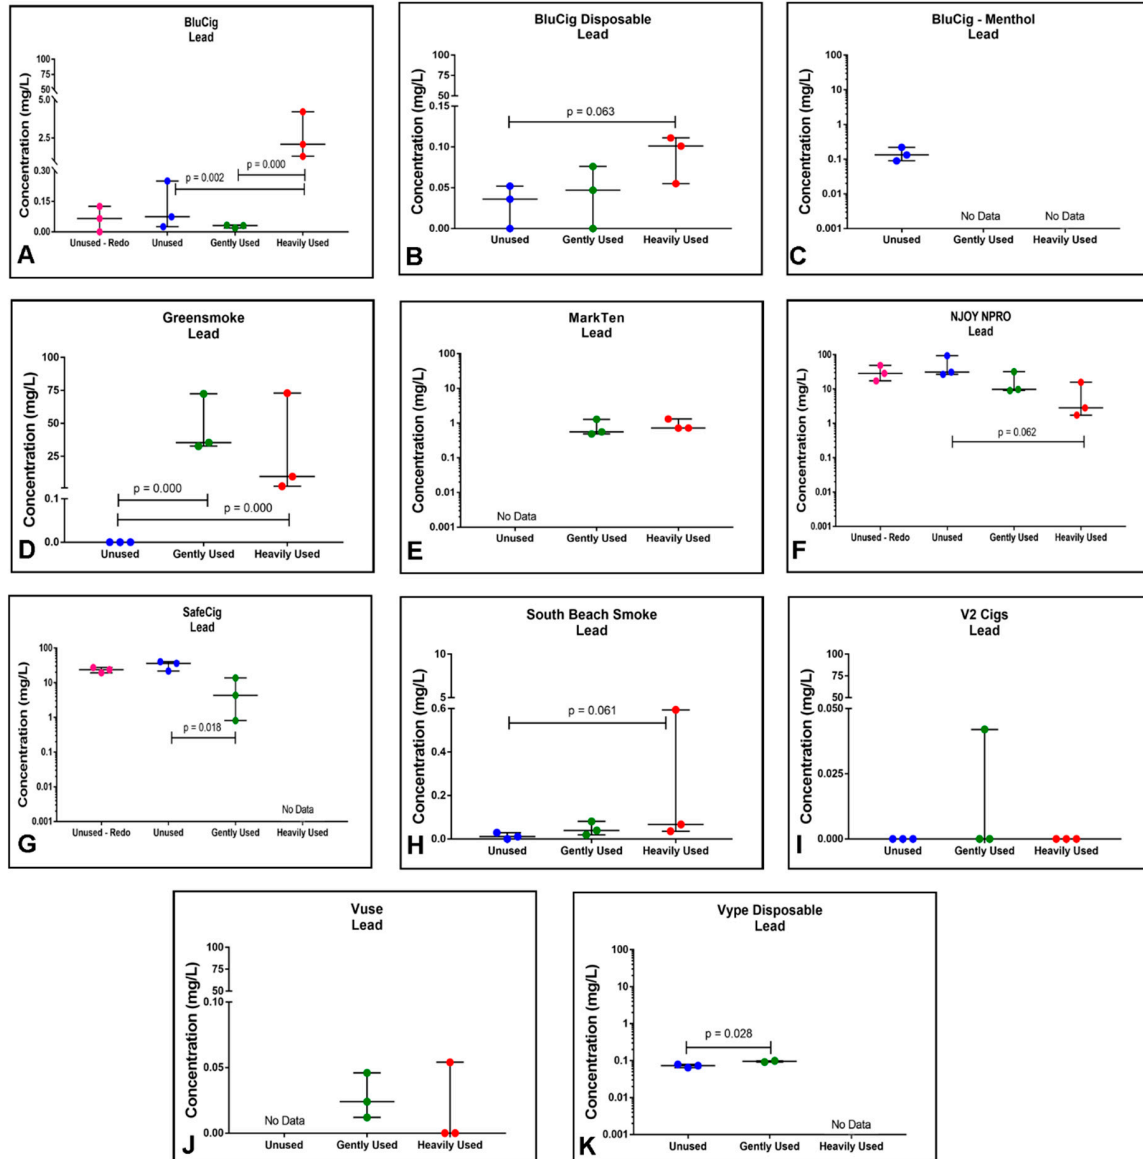 BluCig
Lead
Concentration (mg/L)
100
75
50
5.0
2.5
0.30
0.15
0.00
p = 0.000
p = 0.002
Unused - Redo Unused Gently Used Heavily Used
A
BluCig Disposable
Lead
Concentration (mg/L)
100
75
50
0.15
0.10
0.05
0.00
p = 0.063
Unused Gently Used Heavily Used
B
BluCig - Menthol
Lead
Concentration (mg/L)
100
10
1
0.1
0.01
0.001
No Data No Data
Unused Gently Used Heavily Used
C
Greensmoke
Lead
Concentration (mg/L)
100
75
50
25
0.1
0.0
p = 0.000
p = 0.000
Unused Gently Used Heavily Used
D
MarkTen
Lead
Concentration (mg/L)
100
10
1
0.1
0.01
0.001
No Data
Unused Gently Used Heavily Used
E
NJOY NPRO
Lead
Concentration (mg/L)
100
10
1
0.1
0.01
0.001
p = 0.062
Unused - Redo Unused Gently Used Heavily Used
F
SafeCig
Lead
Concentration (mg/L)
100
10
1
0.1
0.01
0.001
p = 0.018
No Data
Unused - Redo Unused Gently Used Heavily Used
G
South Beach Smoke
Lead
Concentration (mg/L)
10
5
0.6
0.4
0.2
0.0
p = 0.061
Unused Gently Used Heavily Used
H
V2 Cigs
Lead
Concentration (mg/L)
100
75
50
0.050
0.025
0.000
Unused Gently Used Heavily Used
I
Vuse
Lead
Concentration (mg/L)
100
75
50
0.10
0.05
0.00
No Data
Unused Gently Used Heavily Used
J
Vype Disposable
Lead
Concentration (mg/L)
100
10
1
0.1
0.01
0.001
p = 0.028
No Data
Unused Gently Used Heavily Used
K